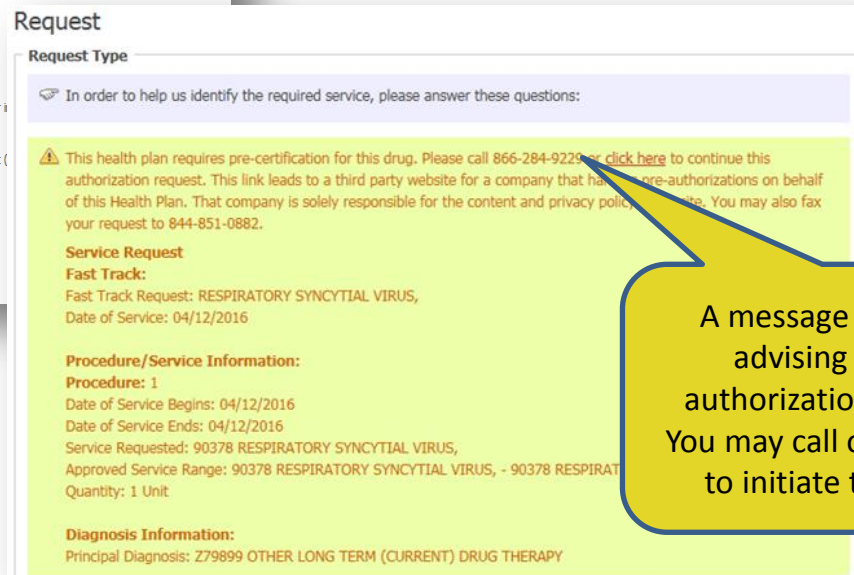 Request
Request Type
In order to help us identify the required service, please answer these questions:
This health plan requires pre-certification for this drug. Please call 866-284-9229 or click here to continue this
authorization request. This link leads to a third party website for a company that pre-authorizations on behalf
of this Health Plan. That company is solely responsible for the content and privacy policy site. You may also fax
your request to 844-851-0882.
Service Request
Fast Track:
Fast Track Request: RESPIRATORY SYNCYTIAL VIRUS,
Date of Service: 04/12/2016
Procedure/Service Information:
Procedure: 1
Date of Service Begins: 04/12/2016
Date of Service Ends: 04/12/2016
Service Requested: 90378 RESPIRATORY SYNCYTIAL VIRUS,
Approved Service Range: 90378 RESPIRATORY SYNCYTIAL VIRUS, - 90378 RESPIRAT
Quantity: 1 Unit
Diagnosis Information:
Principal Diagnosis: Z79899 OTHER LONG TERM (CURRENT) DRUG THERAPY
A message
advising
authorizatio
You may call
to initiate